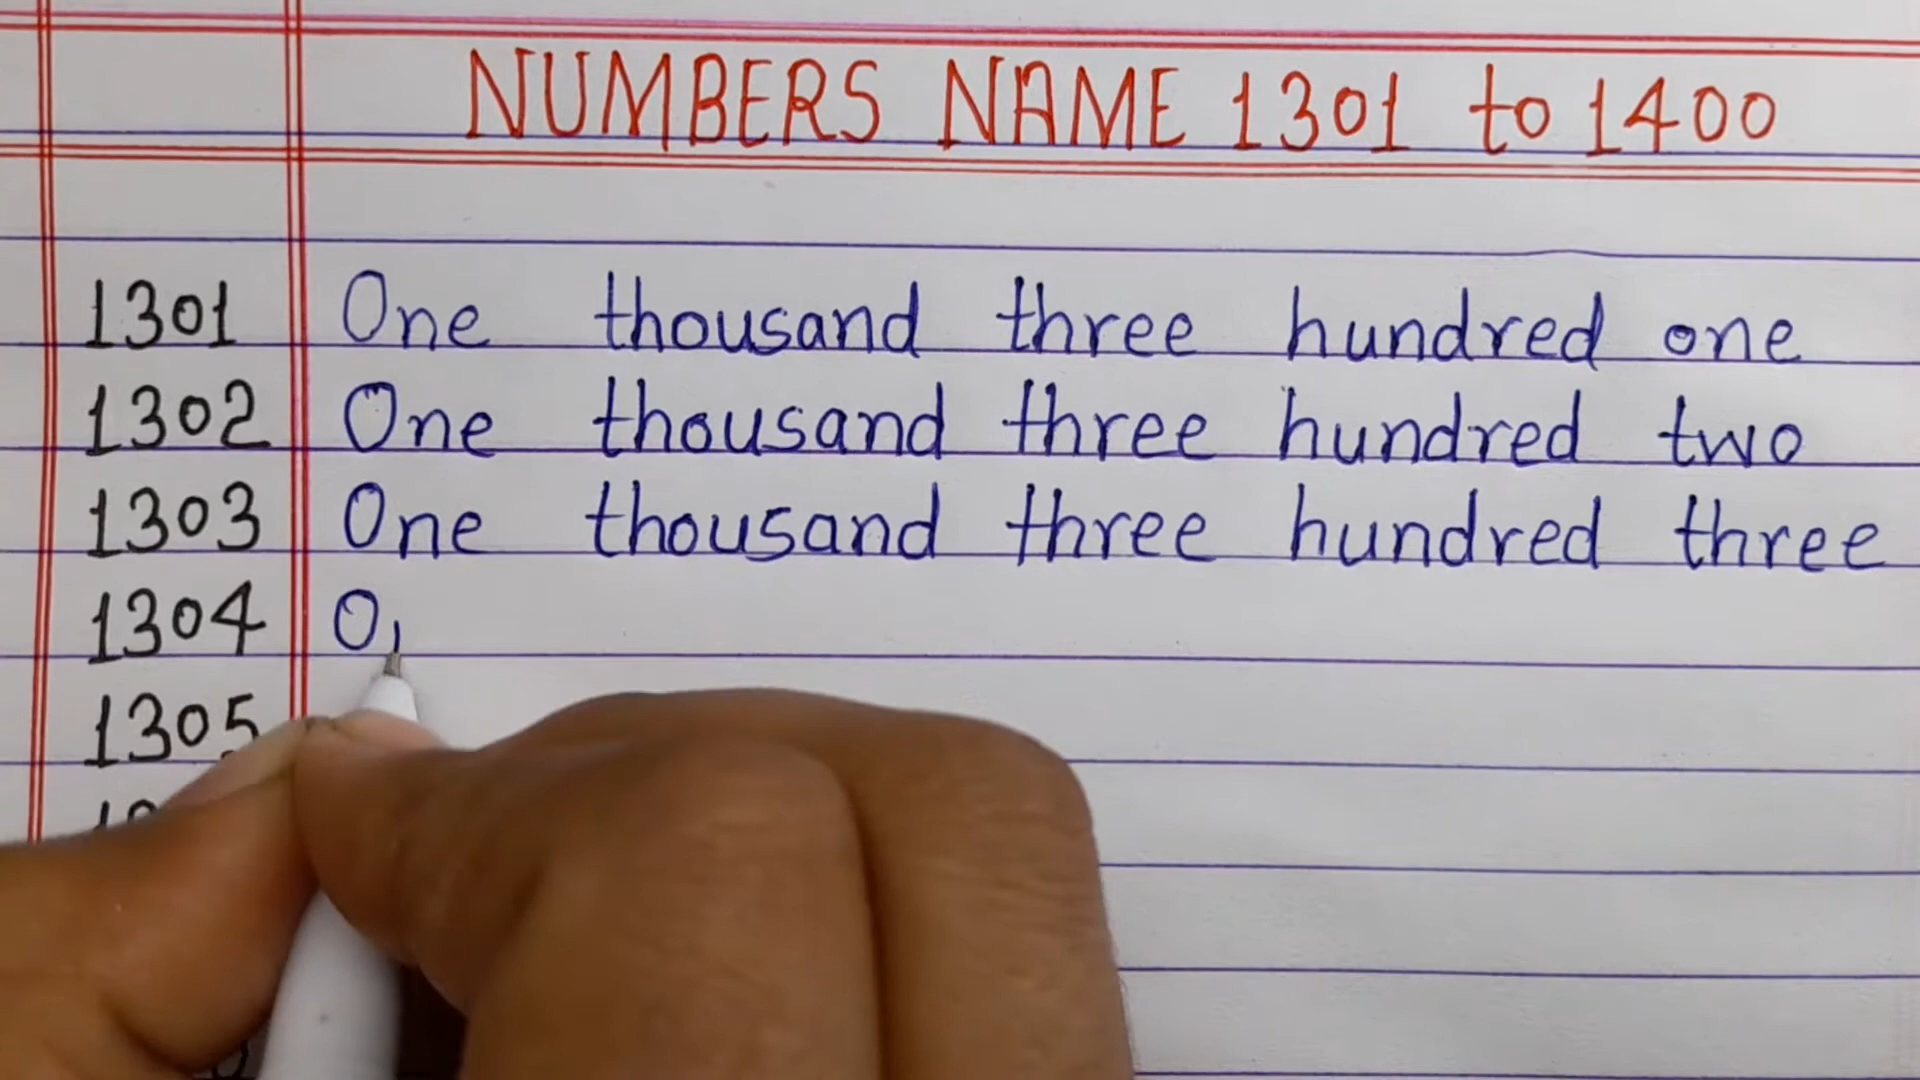 NUMBERS NAME 1301 to 1400
1301 One thousand three hundred one
1302 One thousand three hundred two
1303 One thousand three hundred three
1304 O
1305